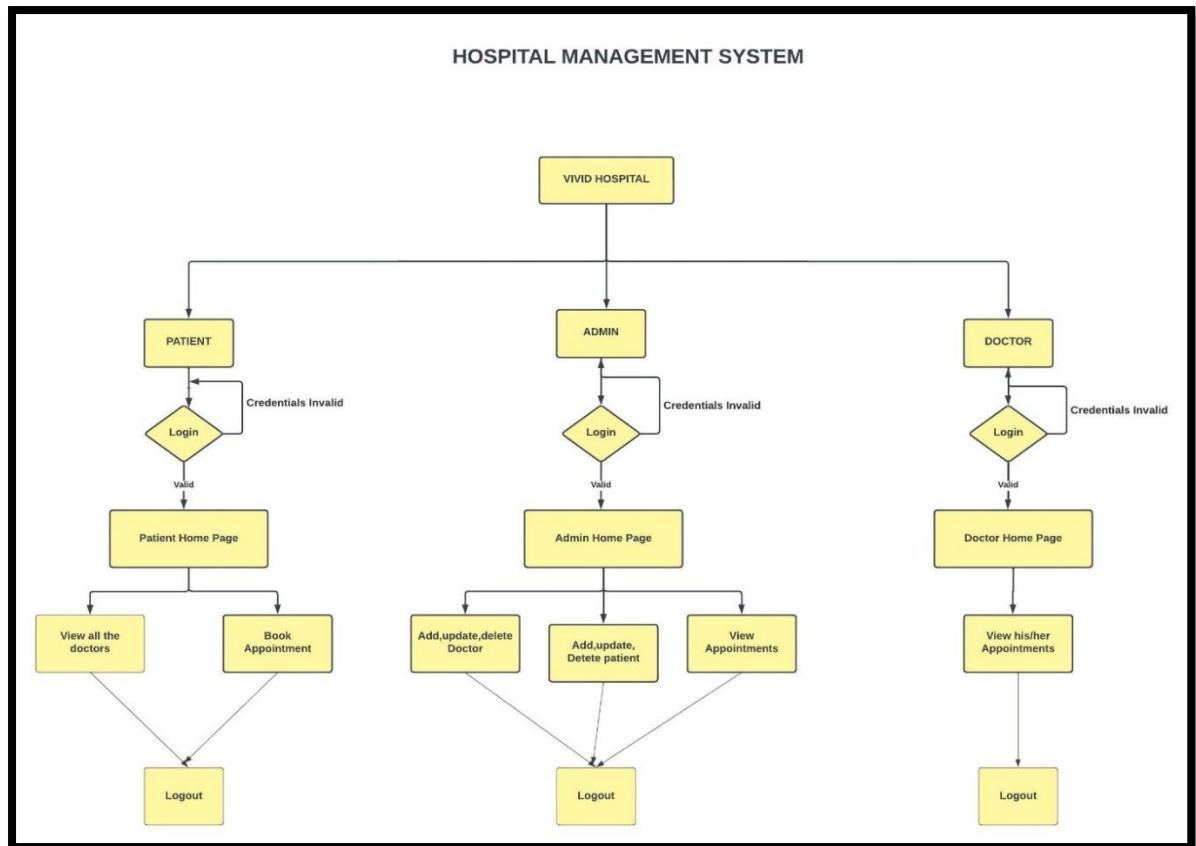 HOSPITAL MANAGEMENT SYSTEM
VIVID HOSPITAL
PATIENT
ADMIN
DOCTOR
Credentials Invalid
Credentials Invalid
Credentials Invalid
Login
Login
Login
Valid
Valid
Valid
Patient Home Page
Admin Home Page
Doctor Home Page
View all the
doctors
Book
Appointment
Add,update,delete
Doctor
Add,update,
Detete patient
View
Appointments
View his/her
Appointments
Logout
Logout
Logout